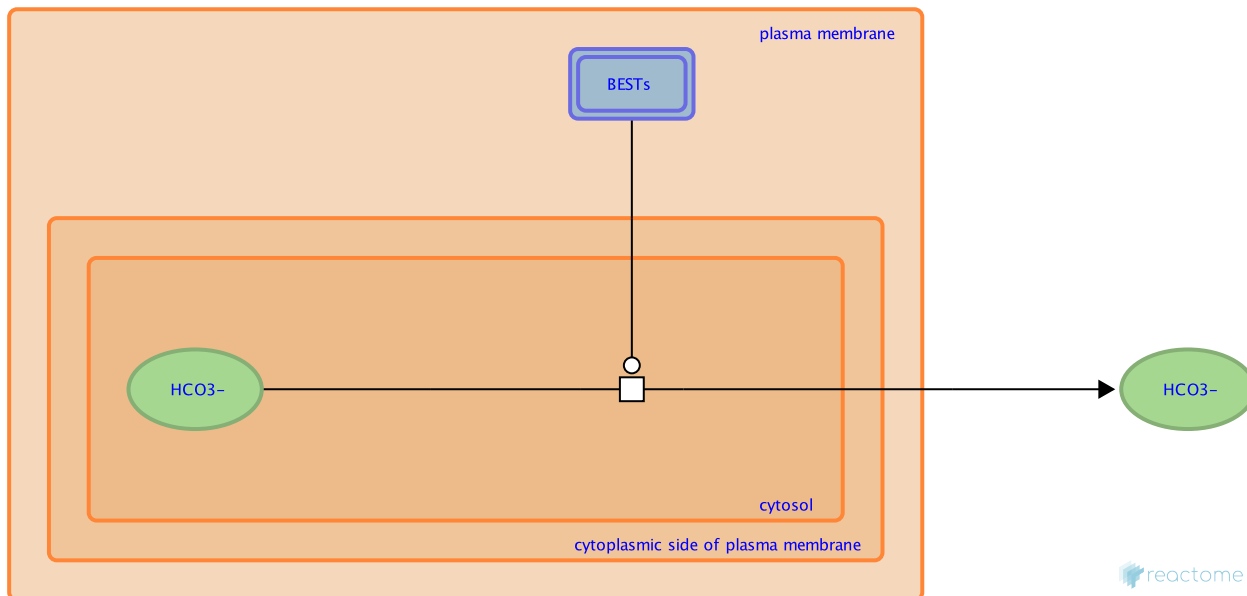 plasma membrane
BESTs
HCO3-
HCO3-
cytosol
cytoplasmic side of plasma membrane
reactome